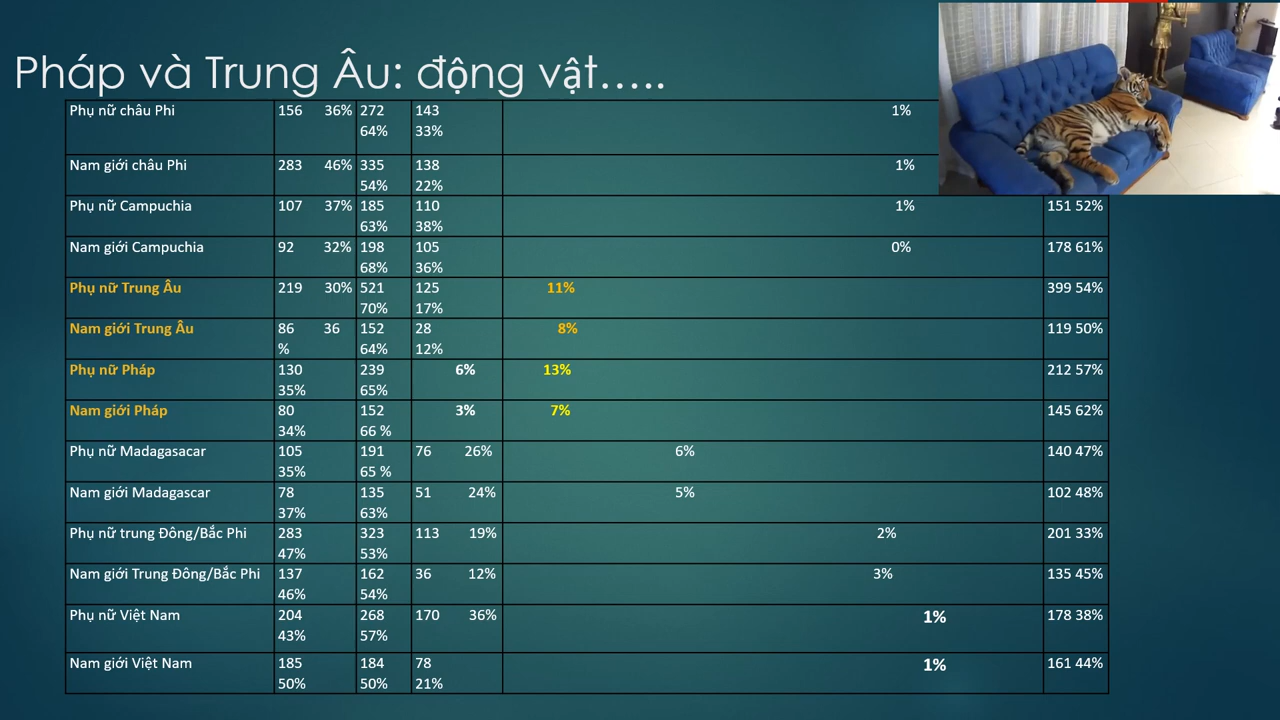 Pháp và Trung Âu: động vật…..
Phụ nữ châu Phi 156 36% 272 143 1%
64% 33%
Nam giới châu Phi 283 46% 335 138 1%
54% 22%
Phụ nữ Campuchia 107 37% 185 110 1% 151 52%
63% 38%
Nam giới Campuchia 92 32% 198 105 0% 178 61%
68% 36%
Phụ nữ Trung Âu 219 30% 521 125 11% 399 54%
70% 17%
Nam giới Trung Âu 86 36 152 28 8% 119 50%
% 64% 12%
Phụ nữ Pháp 130 239 6% 13% 212 57%
35% 65%
Nam giới Pháp 80 152 3% 7% 145 62%
34% 66 %
Phụ nữ Madagasacar 105 191 76 26% 6% 140 47%
35% 65 %
Nam giới Madagascar 78 135 51 24% 5% 102 48%
37% 63%
Phụ nữ trung Đông/Bắc Phi 283 323 113 19% 2% 201 33%
47% 53%
Nam giới Trung Đông/Bắc Phi 137 162 36 12% 3% 135 45%
46% 54%
Phụ nữ Việt Nam 204 268 170 36% 1% 178 38%
43% 57%
Nam giới Việt Nam 185 184 78 1% 161 44%
50% 50% 21%